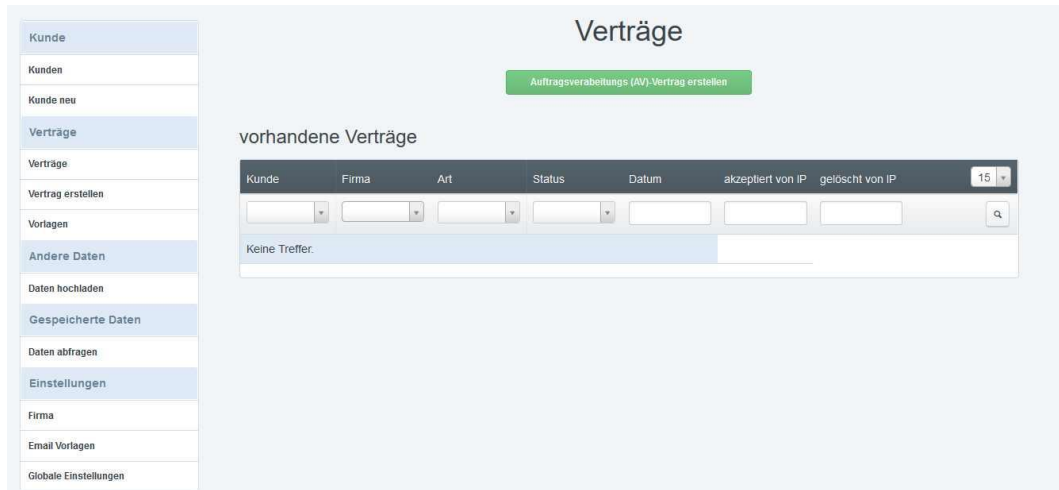 Kunde
Kunden
Kunde neu
Verträge
Verträge
Vertrag erstellen
Vorlagen
Andere Daten
Daten hochladen
Gespeicherte Daten
Daten abfragen
Einstellungen
Firma
Email Vorlagen
Globale Einstellungen
Verträge
Auftragsverabeitungs (AV)-Vertrag erstellen
vorhandene Verträge
Kunde Firma Art Status Datum akzeptiert von IP gelöscht von IP 15
Keine Treffer.